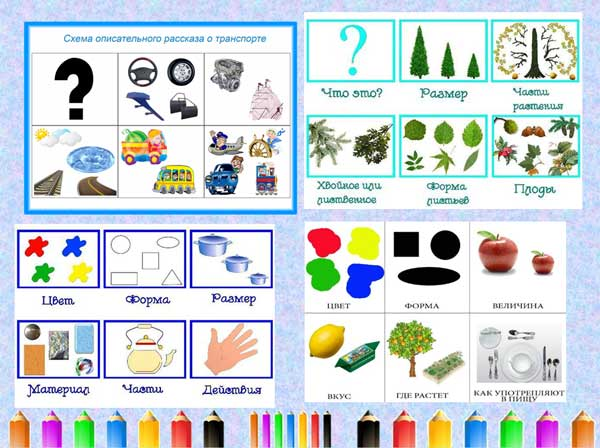 Схема описательного рассказа о транспорте
?
?
Что это?
Размер
Части
растения
Хвойное или
лиственное
Форма
листьев
Плоды
Цвет
Форма
Размер
Материал
Части
Действия
ЦВЕТ
ФОРМА
ВЕЛИЧИНА
ВКУС
ГДЕ РАСТЕТ
КАК УПОТРЕБЛЯЮТ
В ПИЩУ